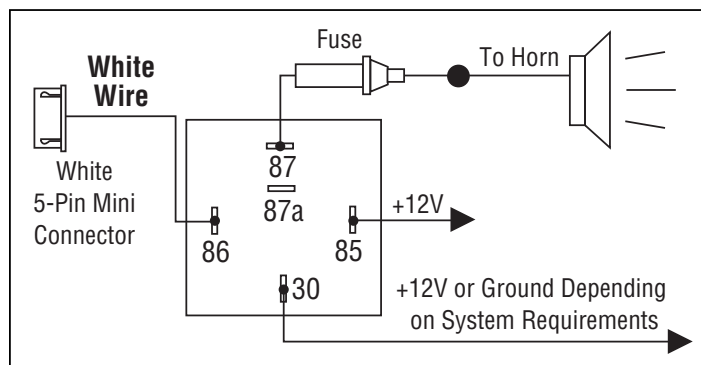 Fuse
To Horn
White
Wire
White
5-Pin Mini
Connector
87
87a
86
85
+12V
30
+12V or Ground Depending
on System Requirements